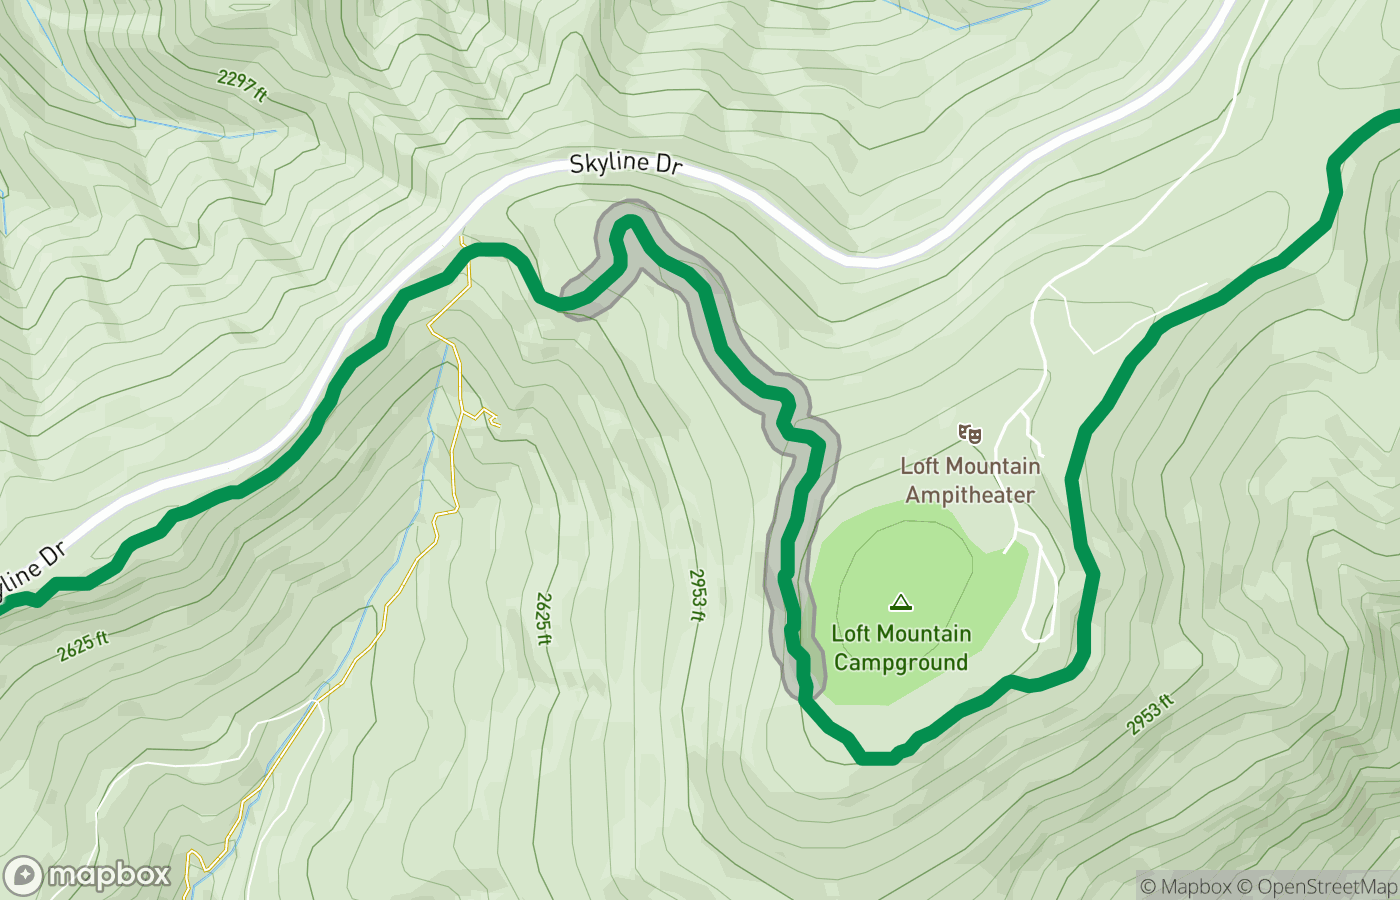 2297 ft
Skyline Dr
Loft Mountain
Ampitheater
yline Dr
2953 ft
2625 ft
Loft Mountain
Campground
2625 ft
2953 ft
mapbox
© Mapbox © OpenStreetMap